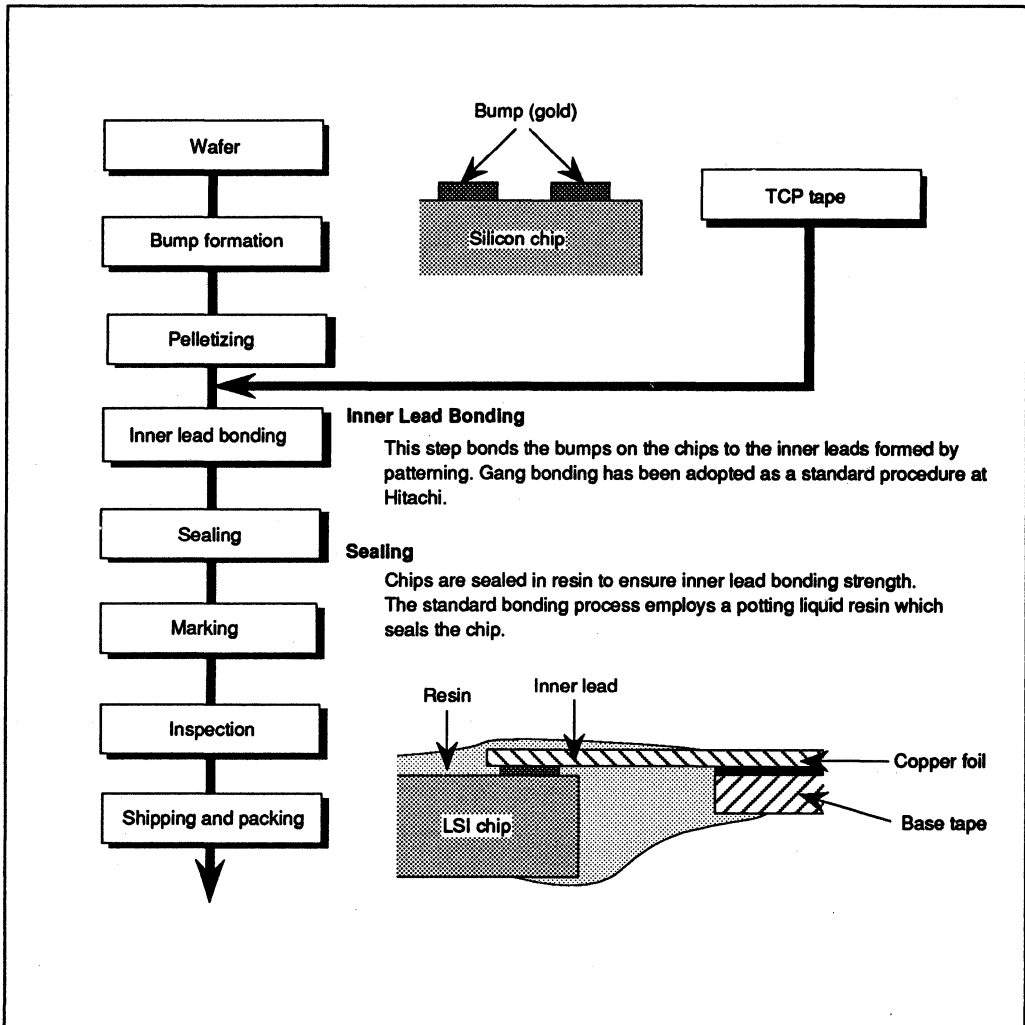 Wafer
Bump formation
Pelletizing
Inner lead bonding
Sealing
Marking
Inspection
Shipping and packing
Bump (gold)
Silicon chip
TCP tape
Inner Lead Bonding
This step bonds the bumps on the chips to the inner leads formed by
patterning. Gang bonding has been adopted as a standard procedure at
Hitachi.
Sealing
Chips are sealed in resin to ensure inner lead bonding strength.
The standard bonding process employs a potting liquid resin which
seals the chip.
Resin
Inner lead
Copper foil
LSI chip
Base tape